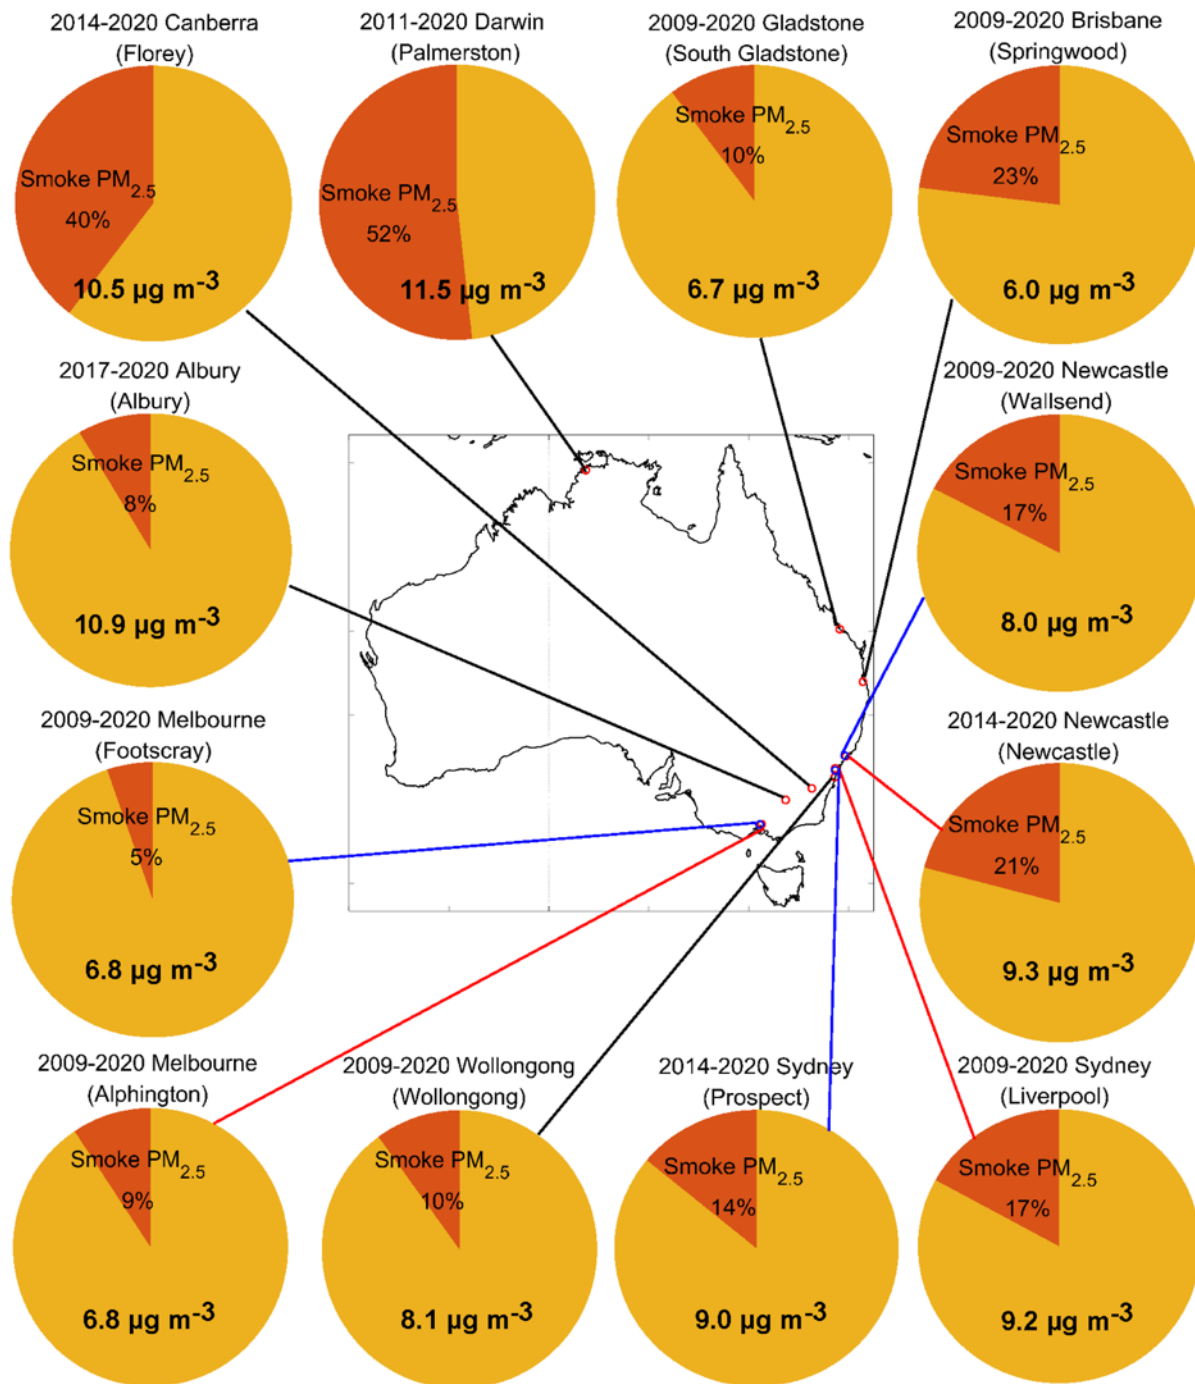 2014-2020 Canberra
(Florey)
Smoke PM2.5
40%
10.5 µg m-3
2011-2020 Darwin
(Palmerston)
Smoke PM2.5
52%
11.5 µg m-3
2009-2020 Gladstone
(South Gladstone)
Smoke PM2.5
10%
6.7 µg m-3
2009-2020 Brisbane
(Springwood)
Smoke PM2.5
23%
6.0 µg m-3
2017-2020 Albury
(Albury)
Smoke PM2.5
8%
10.9 µg m-3
2009-2020 Newcastle
(Wallsend)
Smoke PM2.5
17%
8.0 µg m-3
2009-2020 Melbourne
(Footscray)
Smoke PM2.5
5%
6.8 µg m-3
2014-2020 Newcastle
(Newcastle)
Smoke PM2.5
21%
9.3 µg m-3
2009-2020 Melbourne
(Alphington)
Smoke PM2.5
9%
6.8 µg m-3
2009-2020 Wollongong
(Wollongong)
Smoke PM2.5
10%
8.1 µg m-3
2014-2020 Sydney
(Prospect)
Smoke PM2.5
14%
9.0 µg m-3
2009-2020 Sydney
(Liverpool)
Smoke PM2.5
17%
9.2 µg m-3